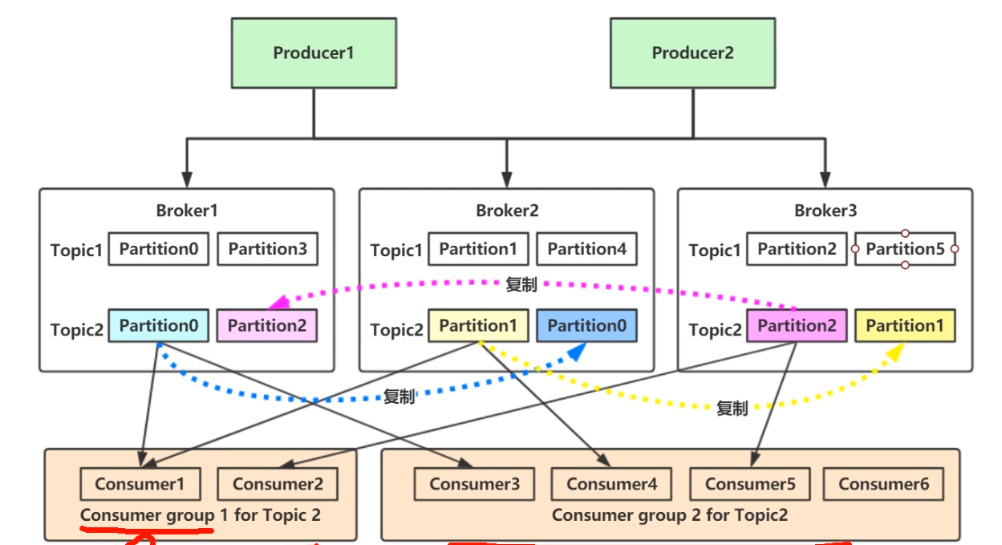 Producer1 Producer2
Broker1 Broker2 Broker3
Topic1 Partition0 Partition3 Topic1 Partition1 Partition4 Topic1 Partition2 Partition5
复制
Topic2 Partition0 Partition2 Topic2 Partition1 Partition0 Topic2 Partition2 Partition1
复制 复制
Consumer1 Consumer2 Consumer3 Consumer4 Consumer5 Consumer6
Consumer group 1 for Topic 2 Consumer group 2 for Topic2